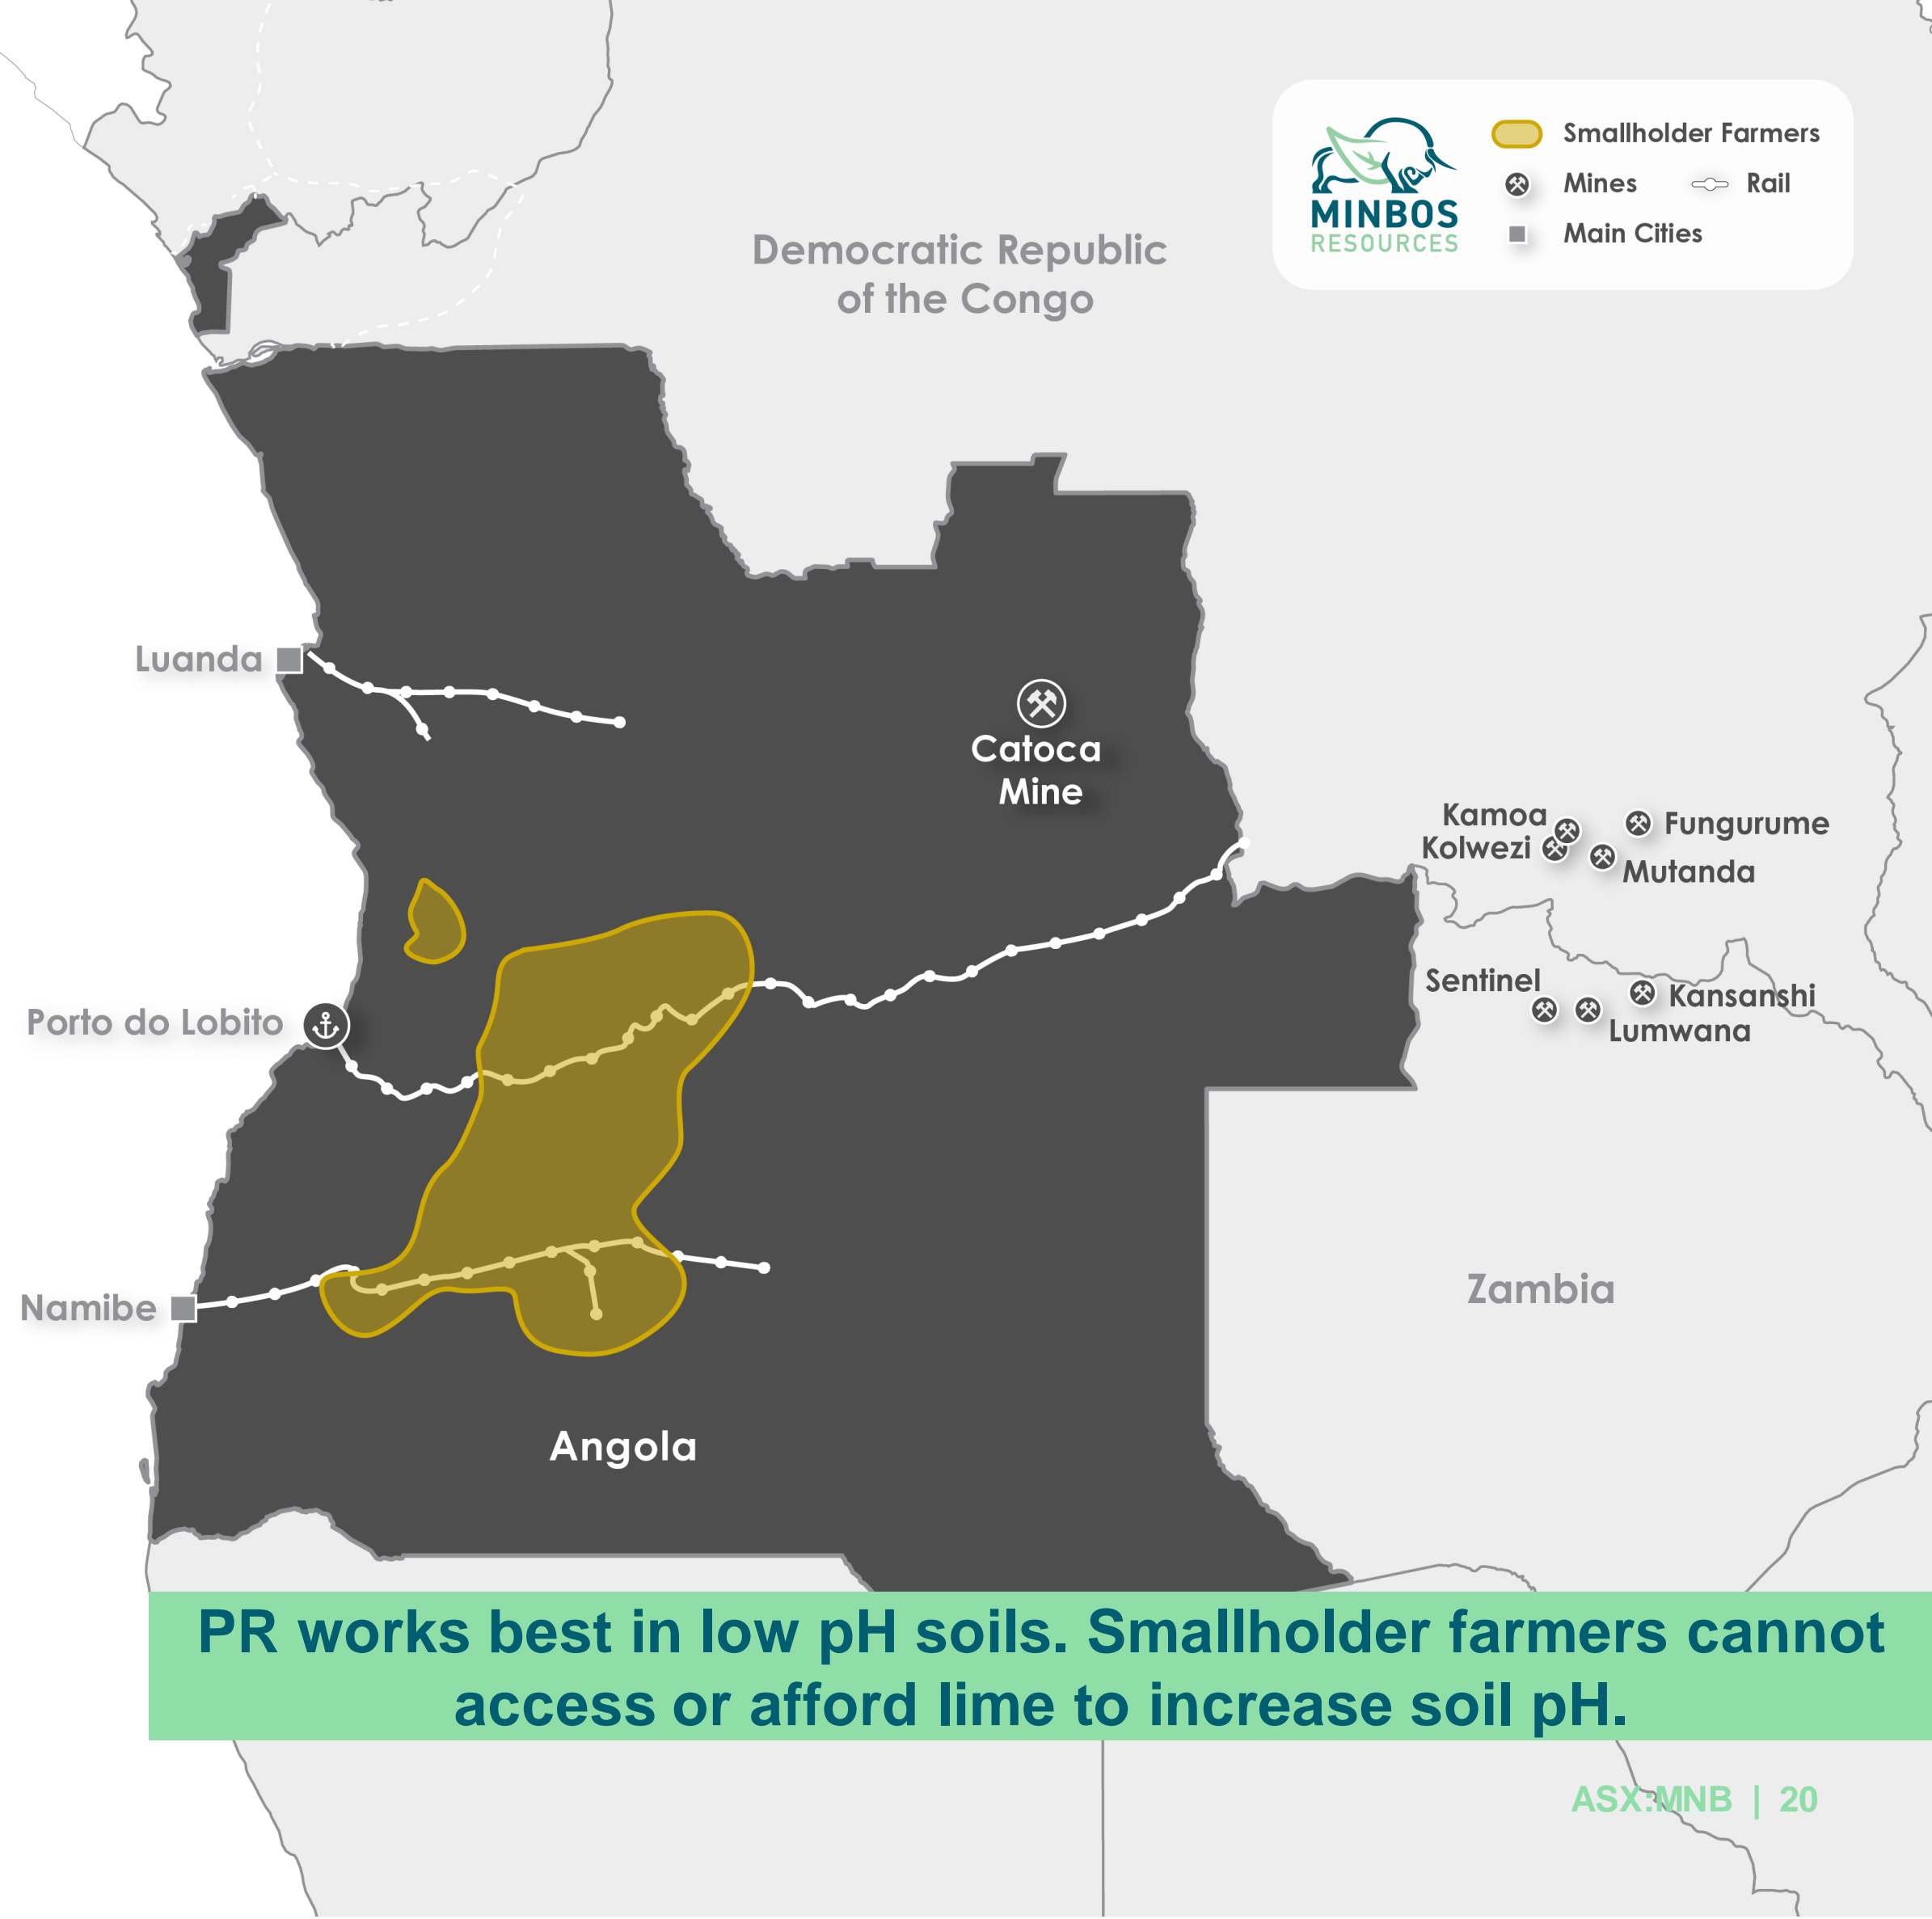 MINBOS
RESOURCES
Smallholder Farmers
Mines
Rail
Main Cities
Democratic Republic
of the Congo
Luanda
Catoca
Mine
Kamoa
Kolwezi
Fungurume
Mutanda
Sentinel
Kansanshi
Lumwana
Porto do Lobito
Zambia
Namibe
Angola
PR works best in low pH soils. Smallholder farmers cannot
access or afford lime to increase soil pH.
ASX:MNB | 20